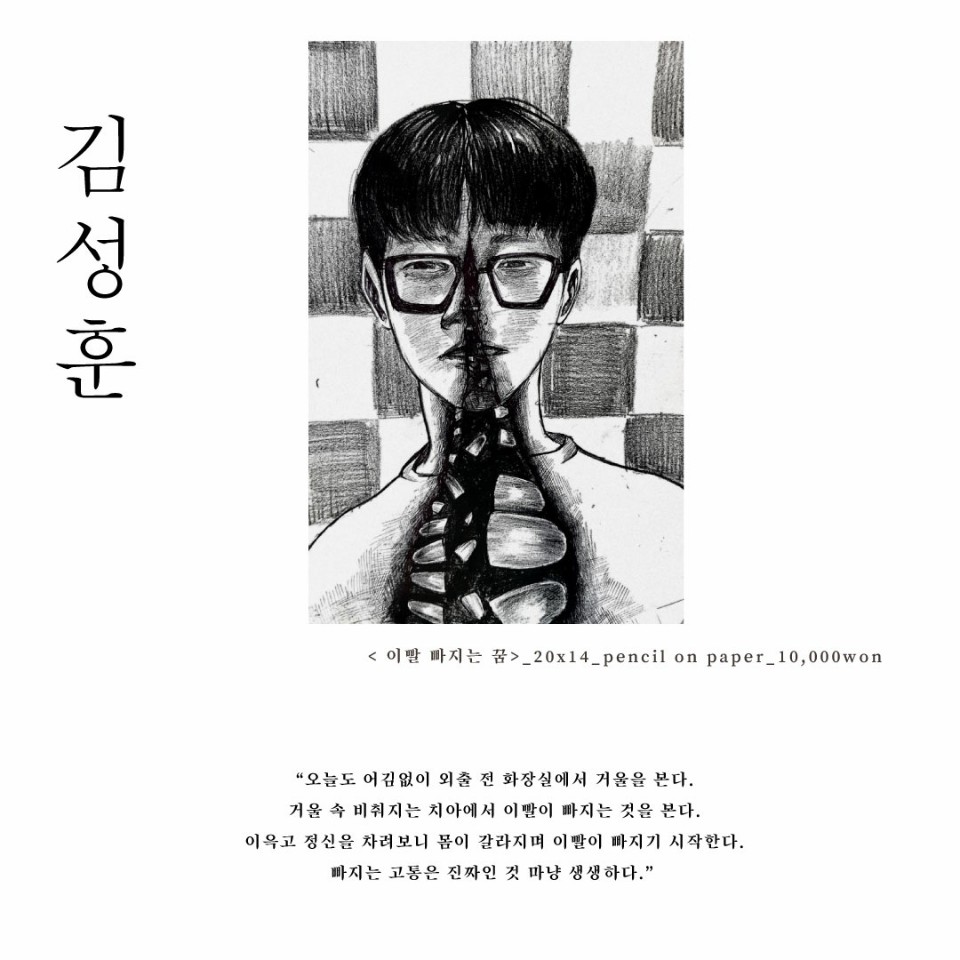 김성훈
< 이빨 빠지는 꿈>_20x14_pencil on paper_10,000won
“오늘도 어김없이 외출 전 화장실에서 거울을 본다.
거울 속 비춰지는 치아에서 이빨이 빠지는 것을 본다.
이윽고 정신을 차려보니 몸이 갈라지며 이빨이 빠지기 시작한다.
빠지는 고통은 진짜인 것 마냥 생생하다.”